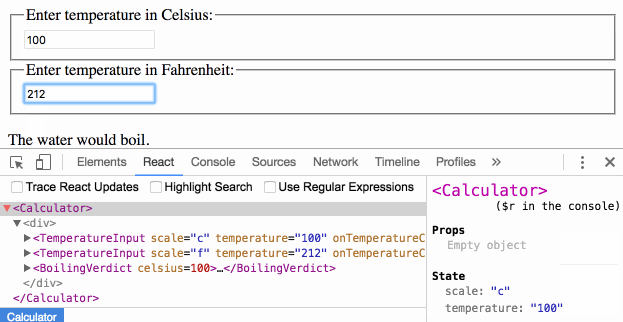 Enter temperature in Celsius:
100
Enter temperature in Fahrenheit:
212
The water would boil.
Elements React Console Sources Network Timeline Profiles »
Trace React Updates Highlight Search Use Regular Expressions
<Calculator>
<div>
<TemperatureInput scale="c" temperature="100" onTemperatureC
<TemperatureInput scale="f" temperature="212" onTemperatureC
<BoilingVerdict celsius=100>…</BoilingVerdict>
</div>
</Calculator>
Calculator
<Calculator>
($r in the console)
Props
Empty object
State
scale: "c"
temperature: "100"